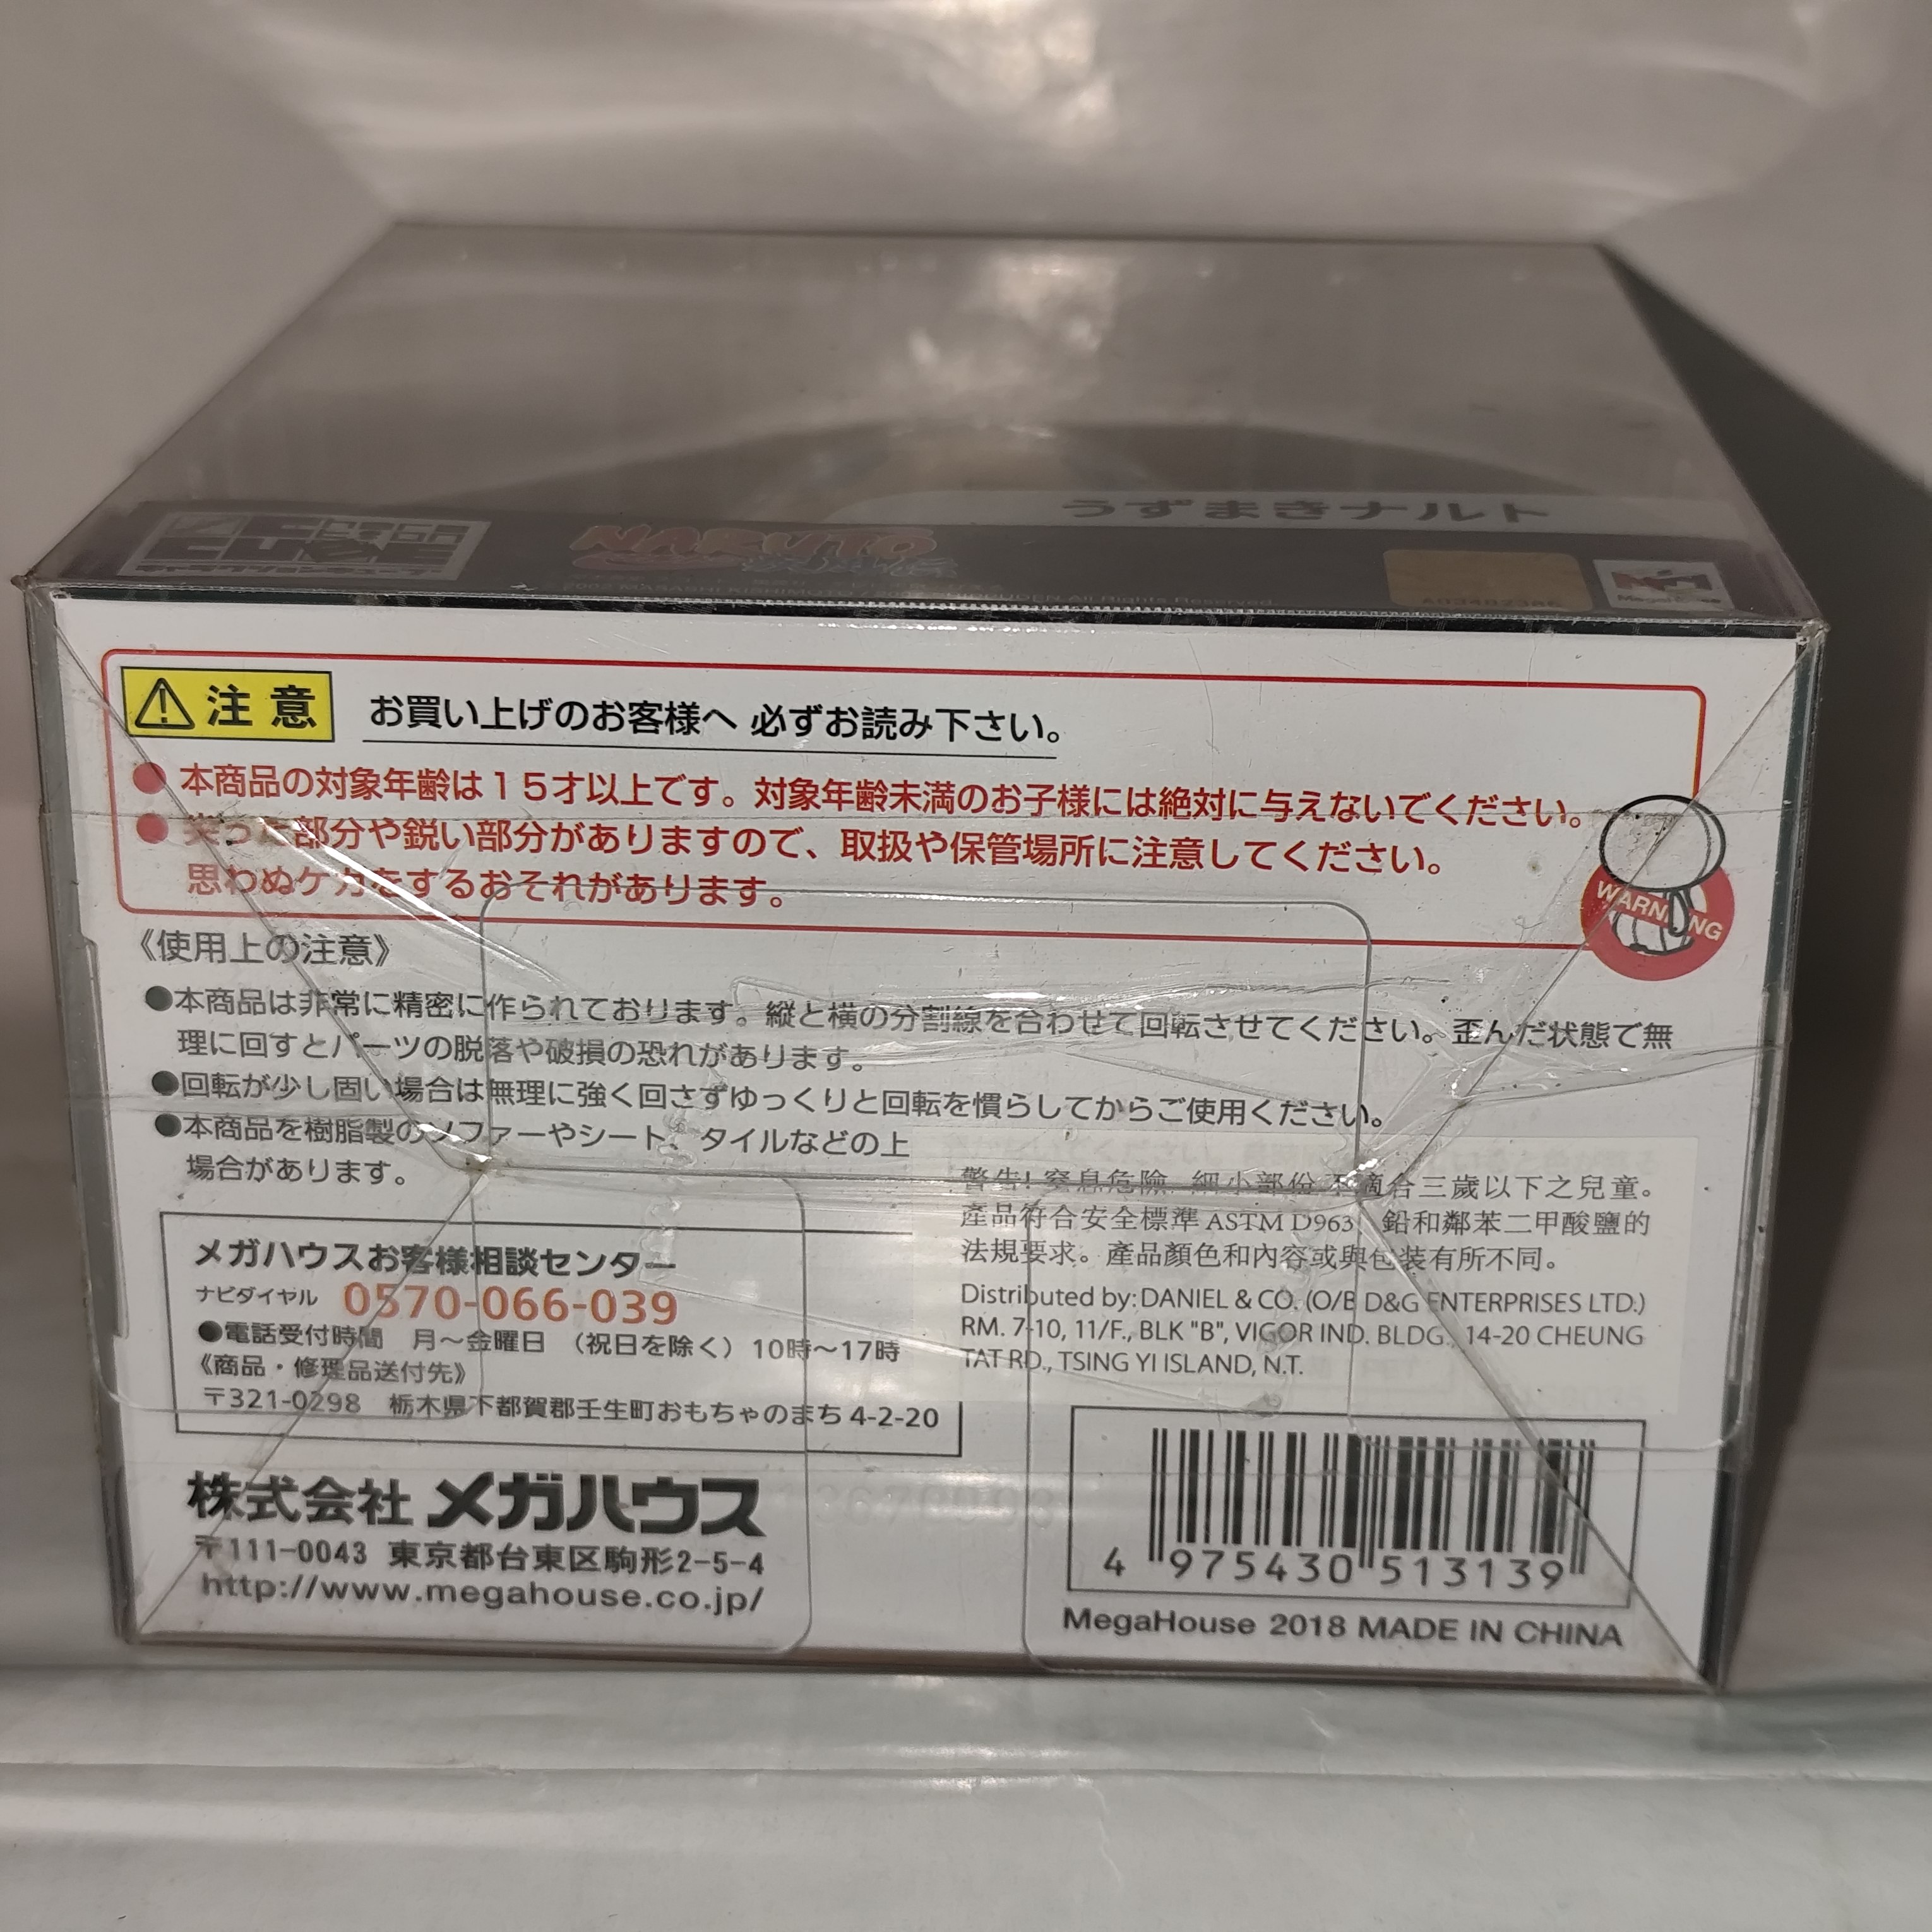 うずまきナルト
CUBE
キャラクションキューブ
NARUTO
疾風伝
All Rights Reserved
MegaHouse
注意 お買い上げのお客様へ 必ずお読み下さい。
●本商品の対象年齢は15才以上です。対象年齢未満のお子様には絶対に与えないでください。
●尖った部分や鋭い部分がありますので、取扱や保管場所に注意してください。
思わぬケガをするおそれがあります。
WARNING
《使用上の注意》
●本商品は非常に精密に作られております。縦と横の分割線を合わせて回転させてください。歪んだ状態で無
理に回すとパーツの脱落や破損の恐れがあります。
●回転が少し固い場合は無理に強く回さずゆっくりと回転を慣らしてからご使用ください。
●本商品を樹脂製のソファーやシート、タイルなどの上
場合があります。
警告! 窒息危險 細小部份 不適合三歲以下之兒童。
產品符合安全標準 ASTM D963 鉛和鄰苯二甲酸鹽的
法規要求。產品顏色和內容或與包裝有所不同。
Distributed by: DANIEL & CO. (O/B D&G ENTERPRISES LTD.)
RM. 7-10, 11/F., BLK "B", VIGOR IND. BLDG., 14-20 CHEUNG
TAT RD., TSING YI ISLAND, N.T.
メガハウスお客様相談センター
ナビダイヤル 0570-066-039
●電話受付時間 月～金曜日 (祝日を除く) 10時～17時
《商品・修理品送付先》
〒321-0298 栃木県下都賀郡壬生町おもちゃのまち 4-2-20
株式会社 メガハウス
〒111-0043 東京都台東区駒形2-5-4
http://www.megahouse.co.jp/
4 975430 513139
MegaHouse 2018 MADE IN CHINA